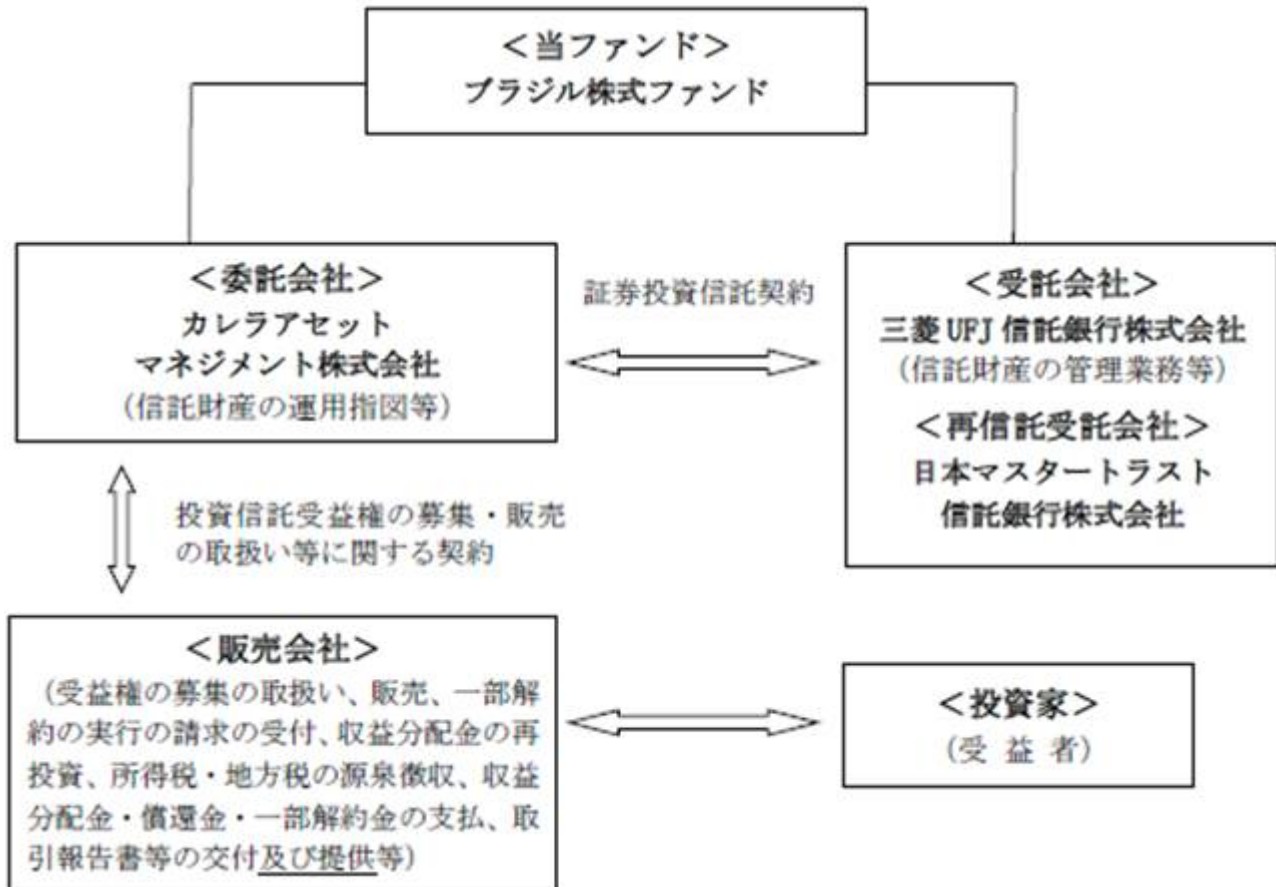 ＜当ファンド＞
ブラジル株式ファンド
＜委託会社＞
カレラアセット
マネジメント株式会社
（信託財産の運用指図等）
証券投資信託契約
＜受託会社＞
三菱UFJ信託銀行株式会社
（信託財産の管理業務等）
＜再信託受託会社＞
日本マスタートラスト
信託銀行株式会社
投資信託受益権の募集・販売
の取扱い等に関する契約
＜販売会社＞
（受益権の募集の取扱い、販売、一部解
約の実行の請求の受付、収益分配金の再
投資、所得税・地方税の源泉徴収、収益
分配金・償還金・一部解約金の支払、取
引報告書等の交付及び提供等）
＜投資家＞
（受 益 者）